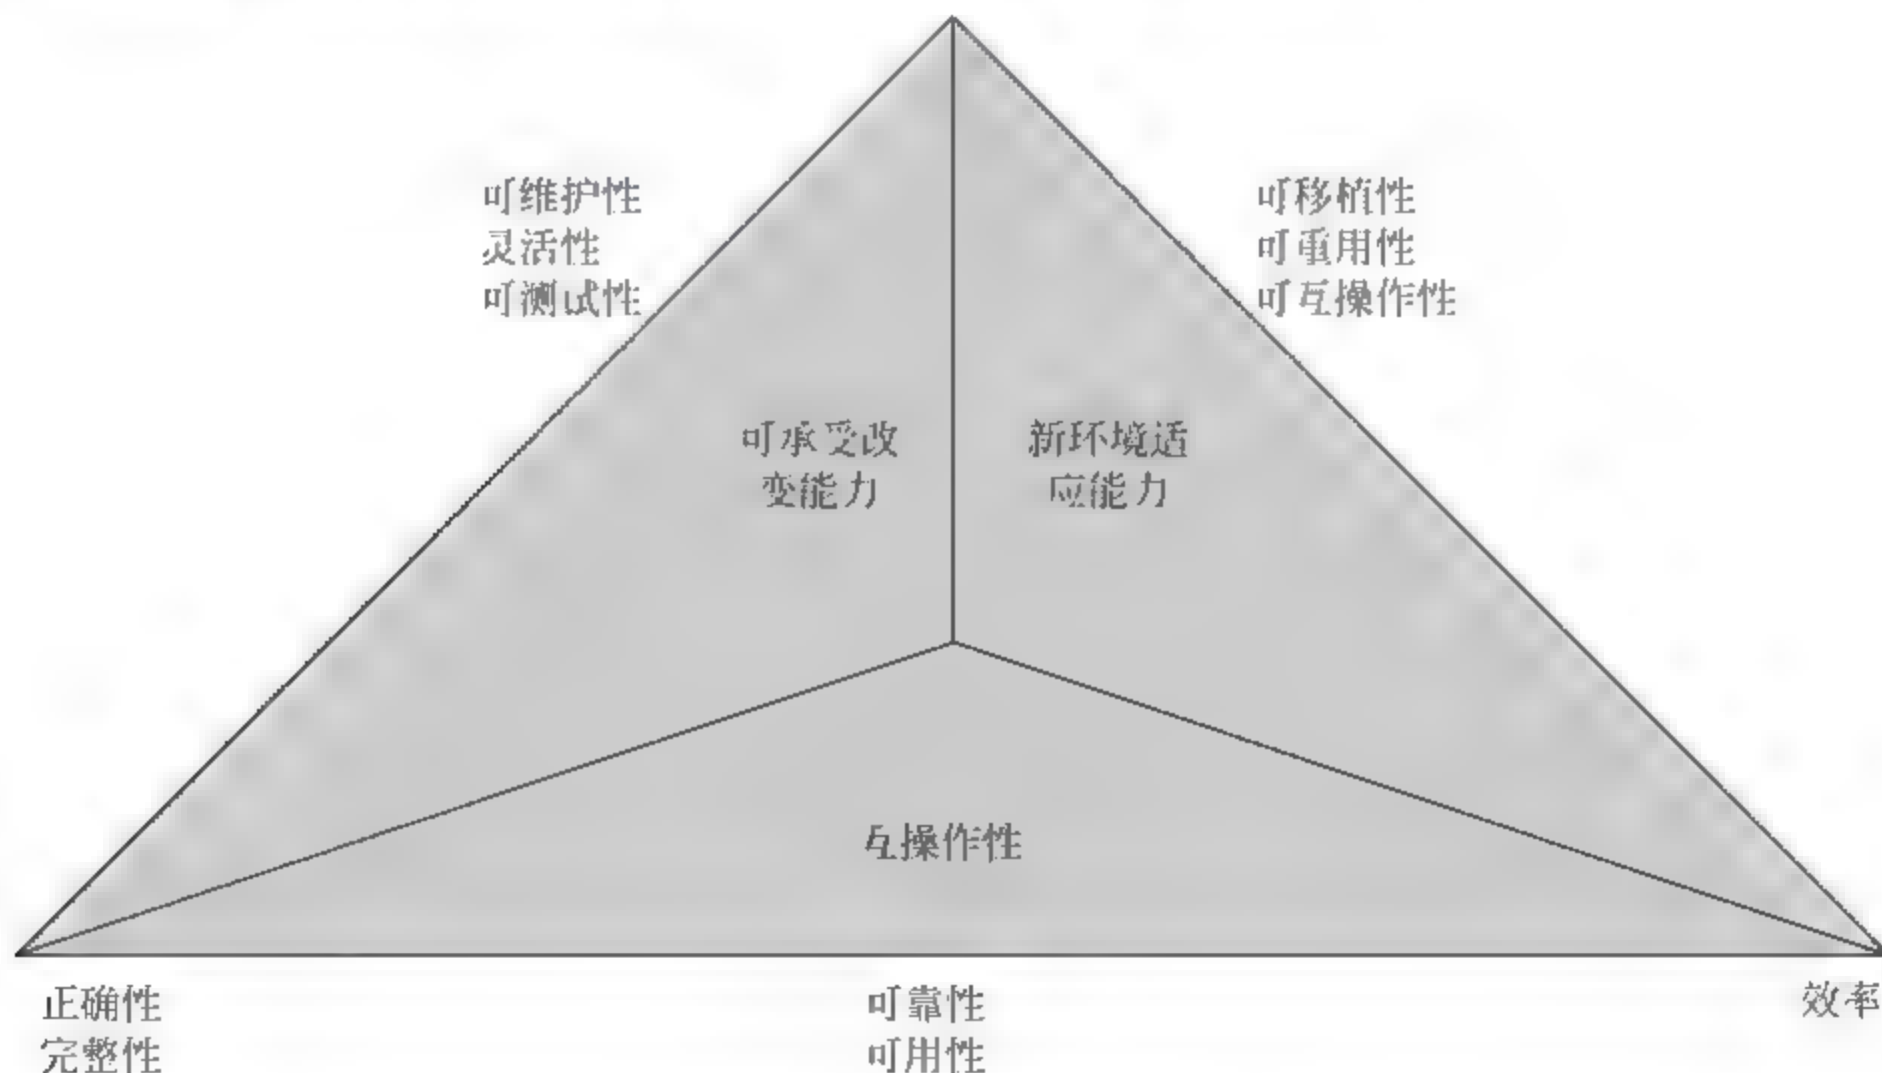 可维护性
灵活性
可测试性
可移植性
可重用性
可互操作性
可承受改
变能力
新环境适
应能力
互操作性
正确性
完整性
可靠性
可用性
效率